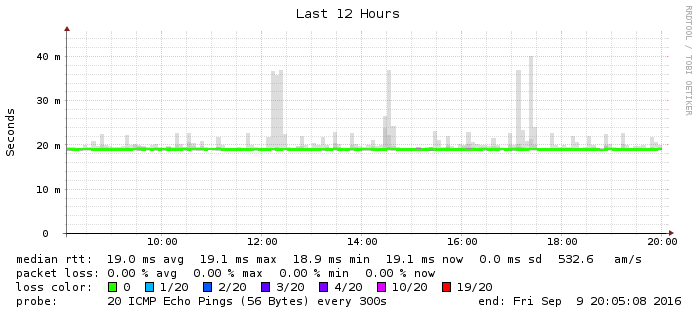 Last 12 Hours
RRDTOOL / TOBI OETIKER
Seconds
40 m
30 m
20 m
10 m
0
10:00 12:00 14:00 16:00 18:00 20:00
median rtt: 19.0 ms avg 19.1 ms max 18.9 ms min 19.1 ms now 0.0 ms sd 532.6 am/s
packet loss: 0.00 % avg 0.00 % max 0.00 % min 0.00 % now
loss color: 0 1/20 2/20 3/20 4/20 10/20 19/20
probe: 20 ICMP Echo Pings (56 Bytes) every 300s end: Fri Sep 9 20:05:08 2016